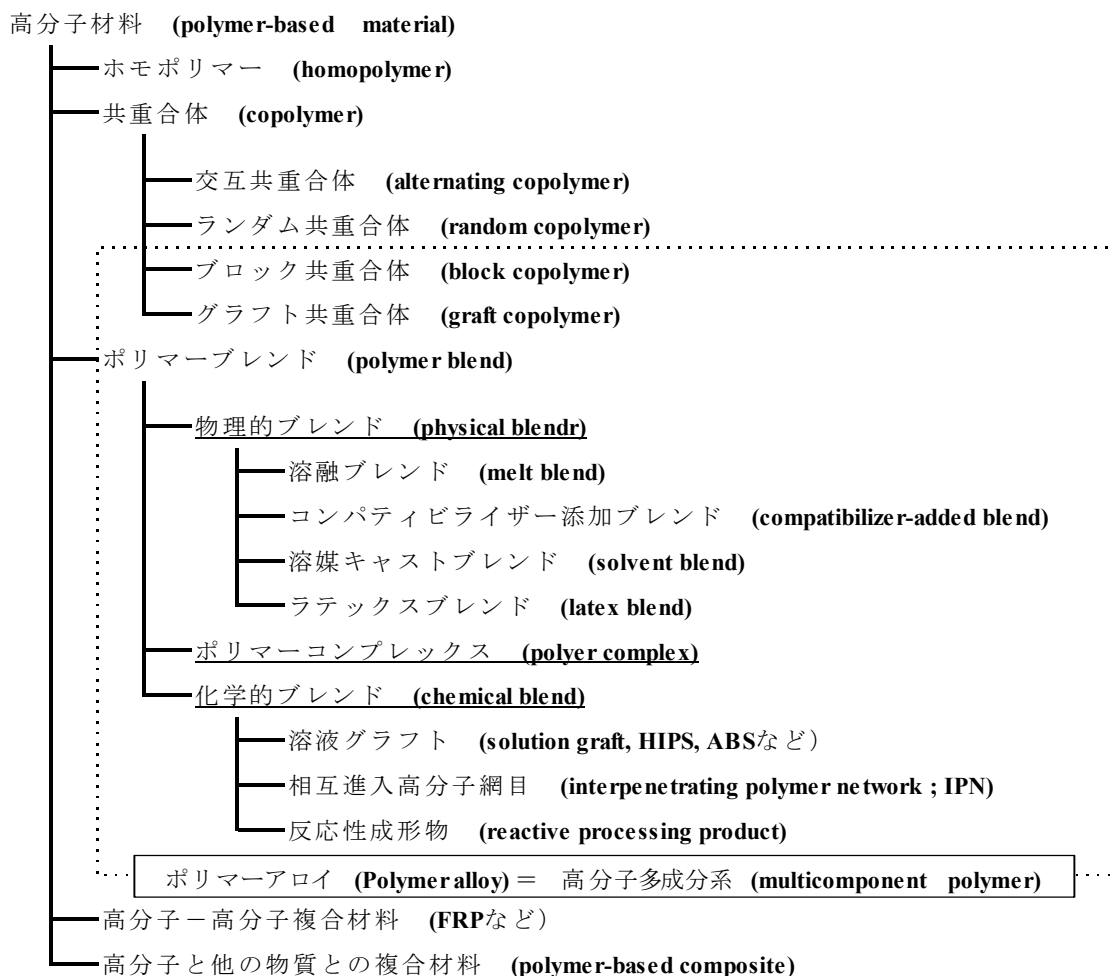 高分子材料 (polymer-based material)
ホモポリマー (homopolymer)
共重合体 (copolymer)
交互共重合体 (alternating copolymer)
ランダム共重合体 (random copolymer)
ブロック共重合体 (block copolymer)
グラフト共重合体 (graft copolymer)
ポリマーブレンド (polymer blend)
物理的ブレンド (physical blendr)
溶融ブレンド (melt blend)
コンパティビライザー添加ブレンド (compatibilizer-added blend)
溶媒キャストブレンド (solvent blend)
ラテックスブレンド (latex blend)
ポリマーコンプレックス (polyer complex)
化学的ブレンド (chemical blend)
溶液グラフト (solution graft, HIPS, ABSなど）
相互進入高分子網目 (interpenetrating polymer network ; IPN)
反応性成形物 (reactive processing product)
ポリマーアロイ (Polymer alloy) ＝ 高分子多成分系 (multicomponent polymer)
高分子－高分子複合材料 (FRPなど）
高分子と他の物質との複合材料 (polymer-based composite)